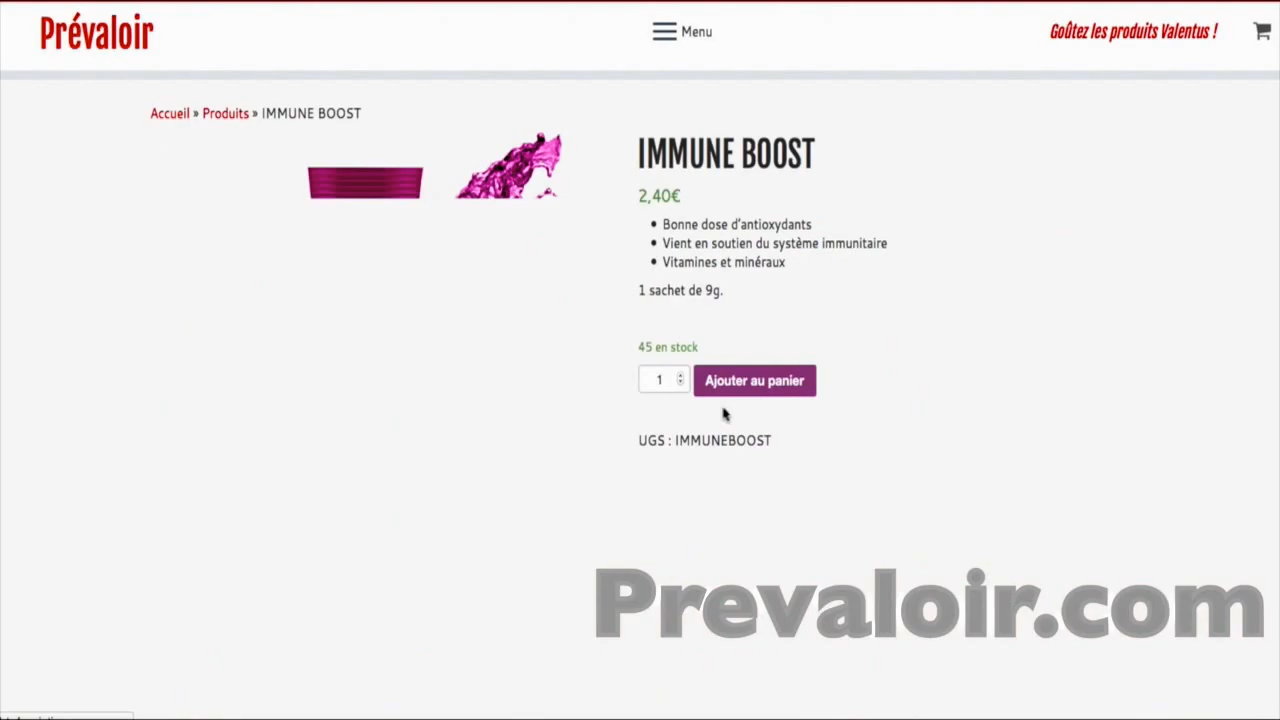 Prévaloir
Menu
Goûtez les produits Valentus !
Accueil » Produits » IMMUNE BOOST
IMMUNE BOOST
2,40€
• Bonne dose d’antioxydants
• Vient en soutien du système immunitaire
• Vitamines et minéraux
1 sachet de 9g.
45 en stock
1
Ajouter au panier
UGS : IMMUNEBOOST
Prevaloir.com